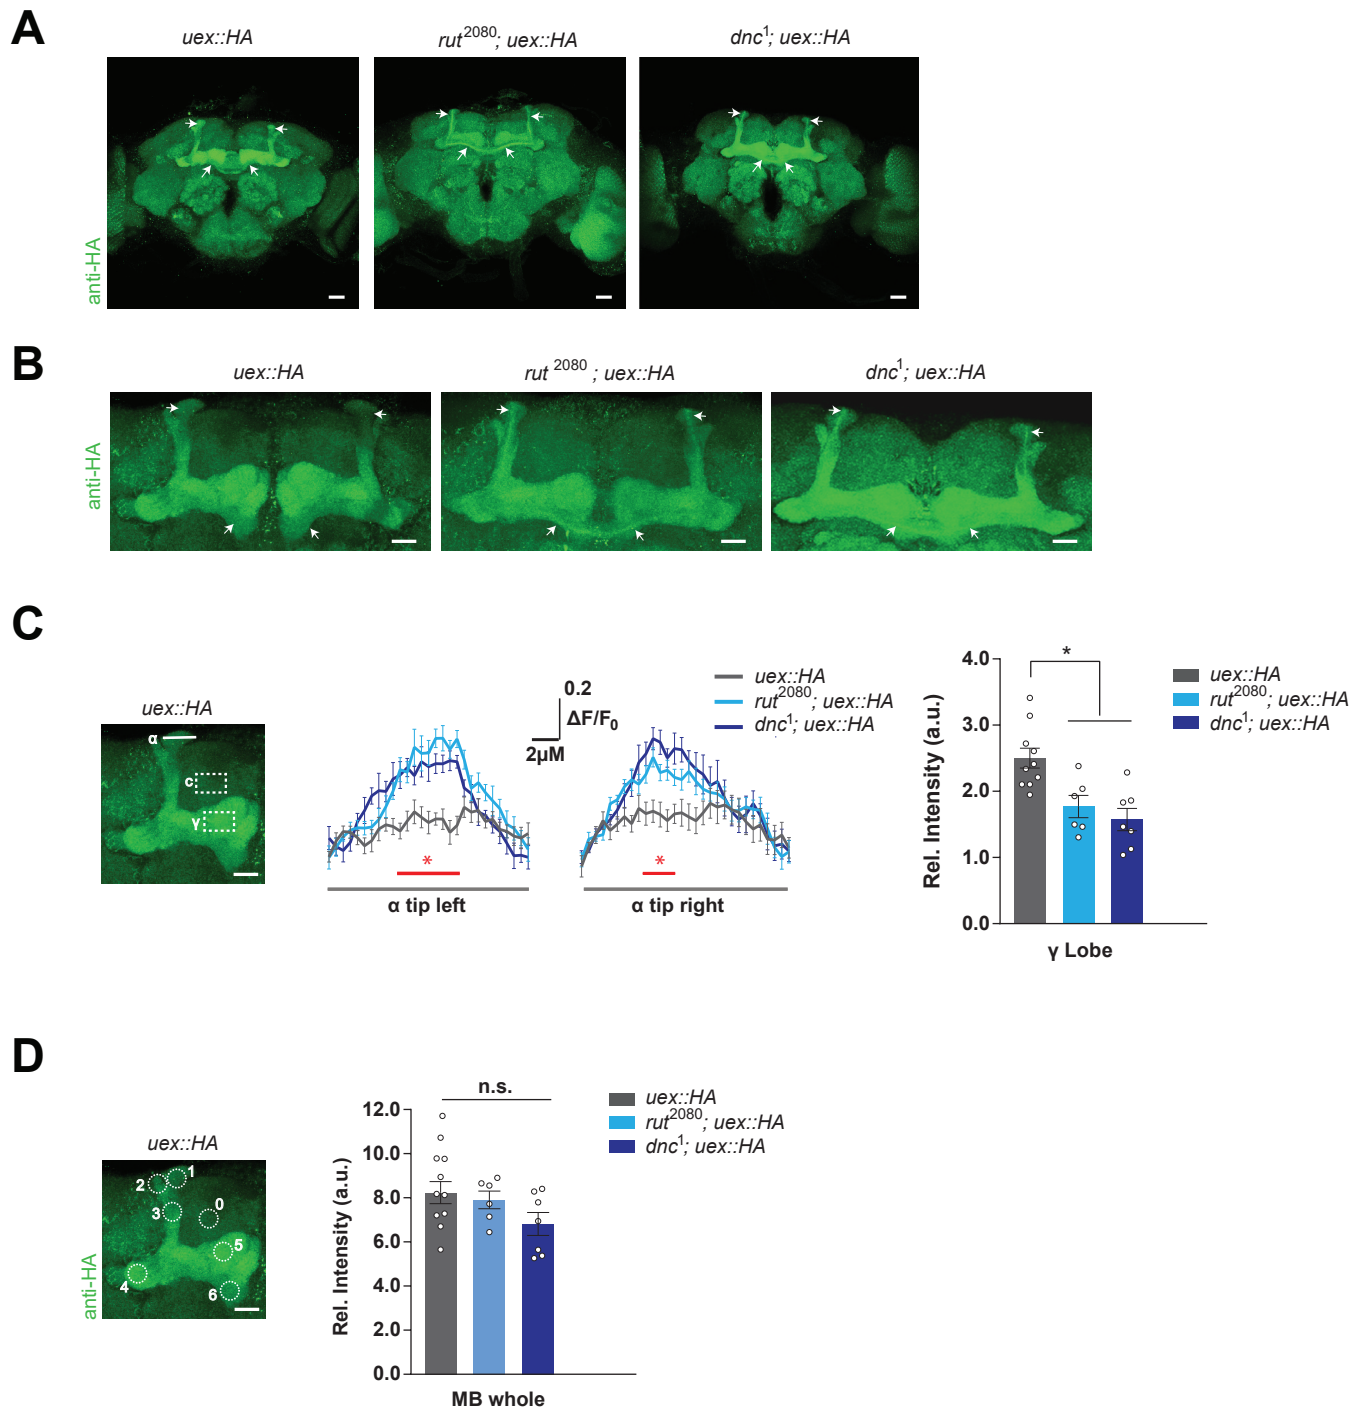 A
uex::HA
rut2080; uex::HA
dnc1; uex::HA
anti-HA
B
uex::HA
rut 2080 ; uex::HA
dnc1; uex::HA
anti-HA
C
uex::HA
α
c
γ
0.2
ΔF/F0
2μM
uex::HA
rut2080; uex::HA
dnc1; uex::HA
*
α tip left
*
α tip right
Rel. Intensity (a.u.)
4.0
3.0
2.0
1.0
0.0
*
γ Lobe
uex::HA
rut2080; uex::HA
dnc1; uex::HA
D
uex::HA
anti-HA
1
2
0
3
5
4
6
Rel. Intensity (a.u.)
12.0
10.0
8.0
6.0
4.0
2.0
0.0
n.s.
MB whole
uex::HA
rut2080; uex::HA
dnc1; uex::HA